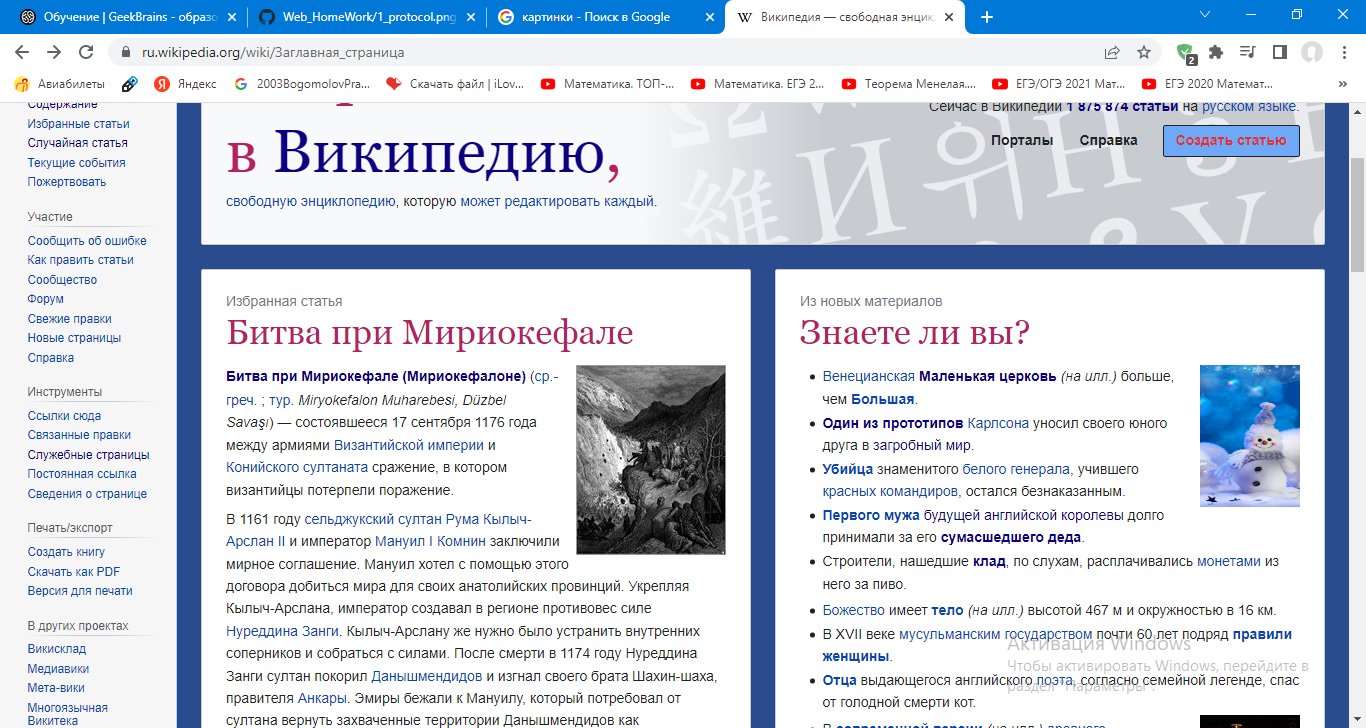 Обучение | GeekBrains - образо
Web_HomeWork/1_protocol.png
картинки - Поиск в Google
Википедия — свободная энцик
ru.wikipedia.org/wiki/Заглавная_страница
2
Авиабилеты
Яндекс
2003BogomolovPra...
Скачать файл | iLov...
Математика. ТОП-...
Математика. ЕГЭ 2...
Теорема Менелая....
ЕГЭ/ОГЭ 2021 Мат...
ЕГЭ 2020 Математ...
»
Содержание
Избранные статьи
Случайная статья
Текущие события
Пожертвовать
Участие
Сообщить об ошибке
Как править статьи
Сообщество
Форум
Свежие правки
Новые страницы
Справка
Инструменты
Ссылки сюда
Связанные правки
Служебные страницы
Постоянная ссылка
Сведения о странице
Печать/экспорт
Создать книгу
Скачать как PDF
Версия для печати
В других проектах
Викисклад
Медиавики
Мета-вики
Многоязычная
Викитека
в Википедию,
свободную энциклопедию, которую может редактировать каждый.
Сейчас в Википедии 1 875 874 статьи на русском языке.
Порталы Справка Создать статью
維 И 위 Н
Избранная статья
Битва при Мириокефале
Битва при Мириокефале (Мириокефалоне) (ср.-
греч. ; тур. Miryokefalon Muharebesi, Düzbel
Savaşı) — состоявшееся 17 сентября 1176 года
между армиями Византийской империи и
Конийского султаната сражение, в котором
византийцы потерпели поражение.
В 1161 году сельджукский султан Рума Кылыч-
Арслан II и император Мануил I Комнин заключили
мирное соглашение. Мануил хотел с помощью этого
договора добиться мира для своих анатолийских провинций. Укрепляя
Кылыч-Арслана, император создавал в регионе противовес силе
Нуреддина Занги. Кылыч-Арслану же нужно было устранить внутренних
соперников и собраться с силами. После смерти в 1174 году Нуреддина
Занги султан покорил Данышмендидов и изгнал своего брата Шахин-шаха,
правителя Анкары. Эмиры бежали к Мануилу, который потребовал от
султана вернуть захваченные территории Данышмендидов как
Из новых материалов
Знаете ли вы?
Венецианская Маленькая церковь (на илл.) больше,
чем Большая.
Один из прототипов Карлсона уносил своего юного
друга в загробный мир.
Убийца знаменитого белого генерала, учившего
красных командиров, остался безнаказанным.
Первого мужа будущей английской королевы долго
принимали за его сумасшедшего деда.
Строители, нашедшие клад, по слухам, расплачивались монетами из
него за пиво.
Божество имеет тело (на илл.) высотой 467 м и окружностью в 16 км.
В XVII веке мусульманским государством почти 60 лет подряд правили
женщины.
Отца выдающегося английского поэта, согласно семейной легенде, спас
от голодной смерти кот.
В современной версии (на илл.) древнего
Активация Windows
Чтобы активировать Windows, перейдите в
раздел "Параметры".